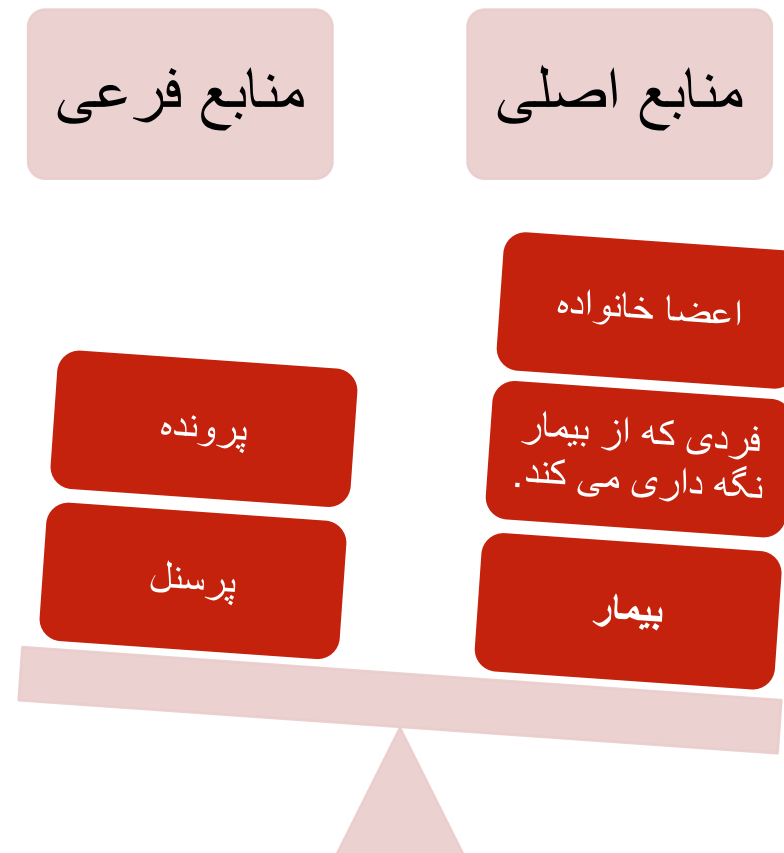 منابع اصلی
منابع فرعی
اعضا خانواده
فردی که از بیمار
نگه داری می کند.
بیمار
پرونده
پرسنل